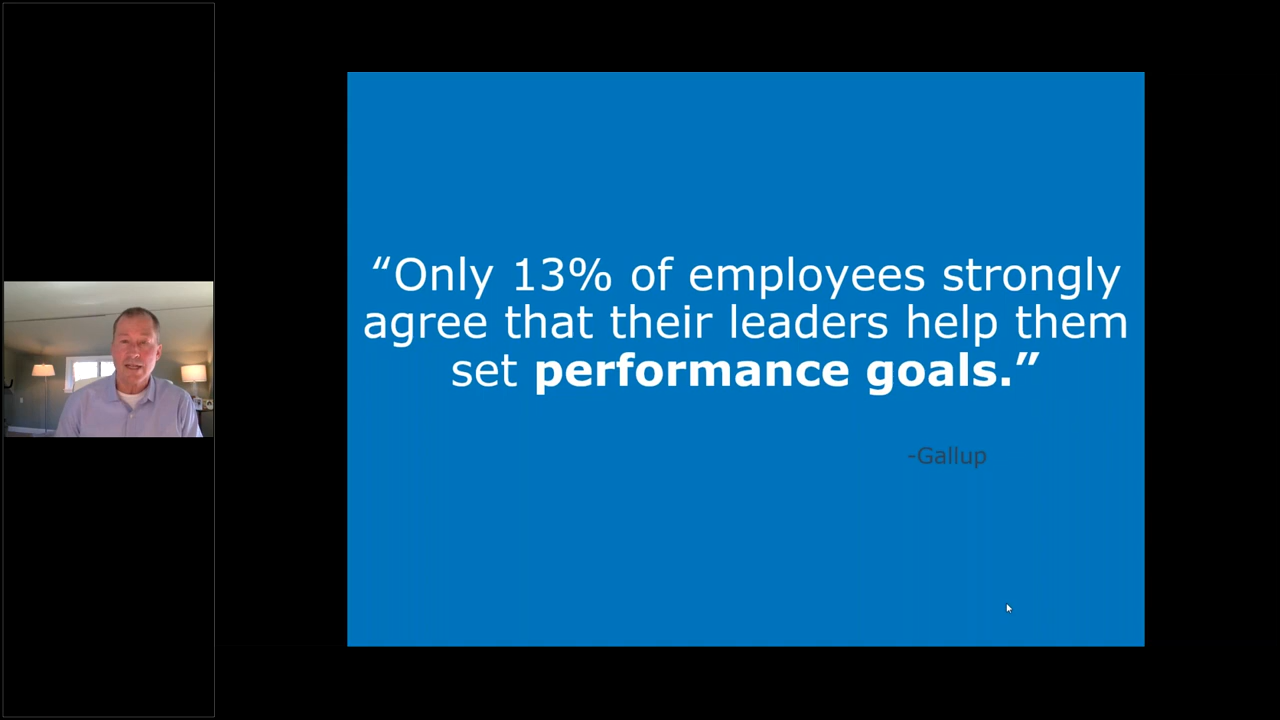 “Only 13% of employees strongly
agree that their leaders help them
set performance goals.”
-Gallup